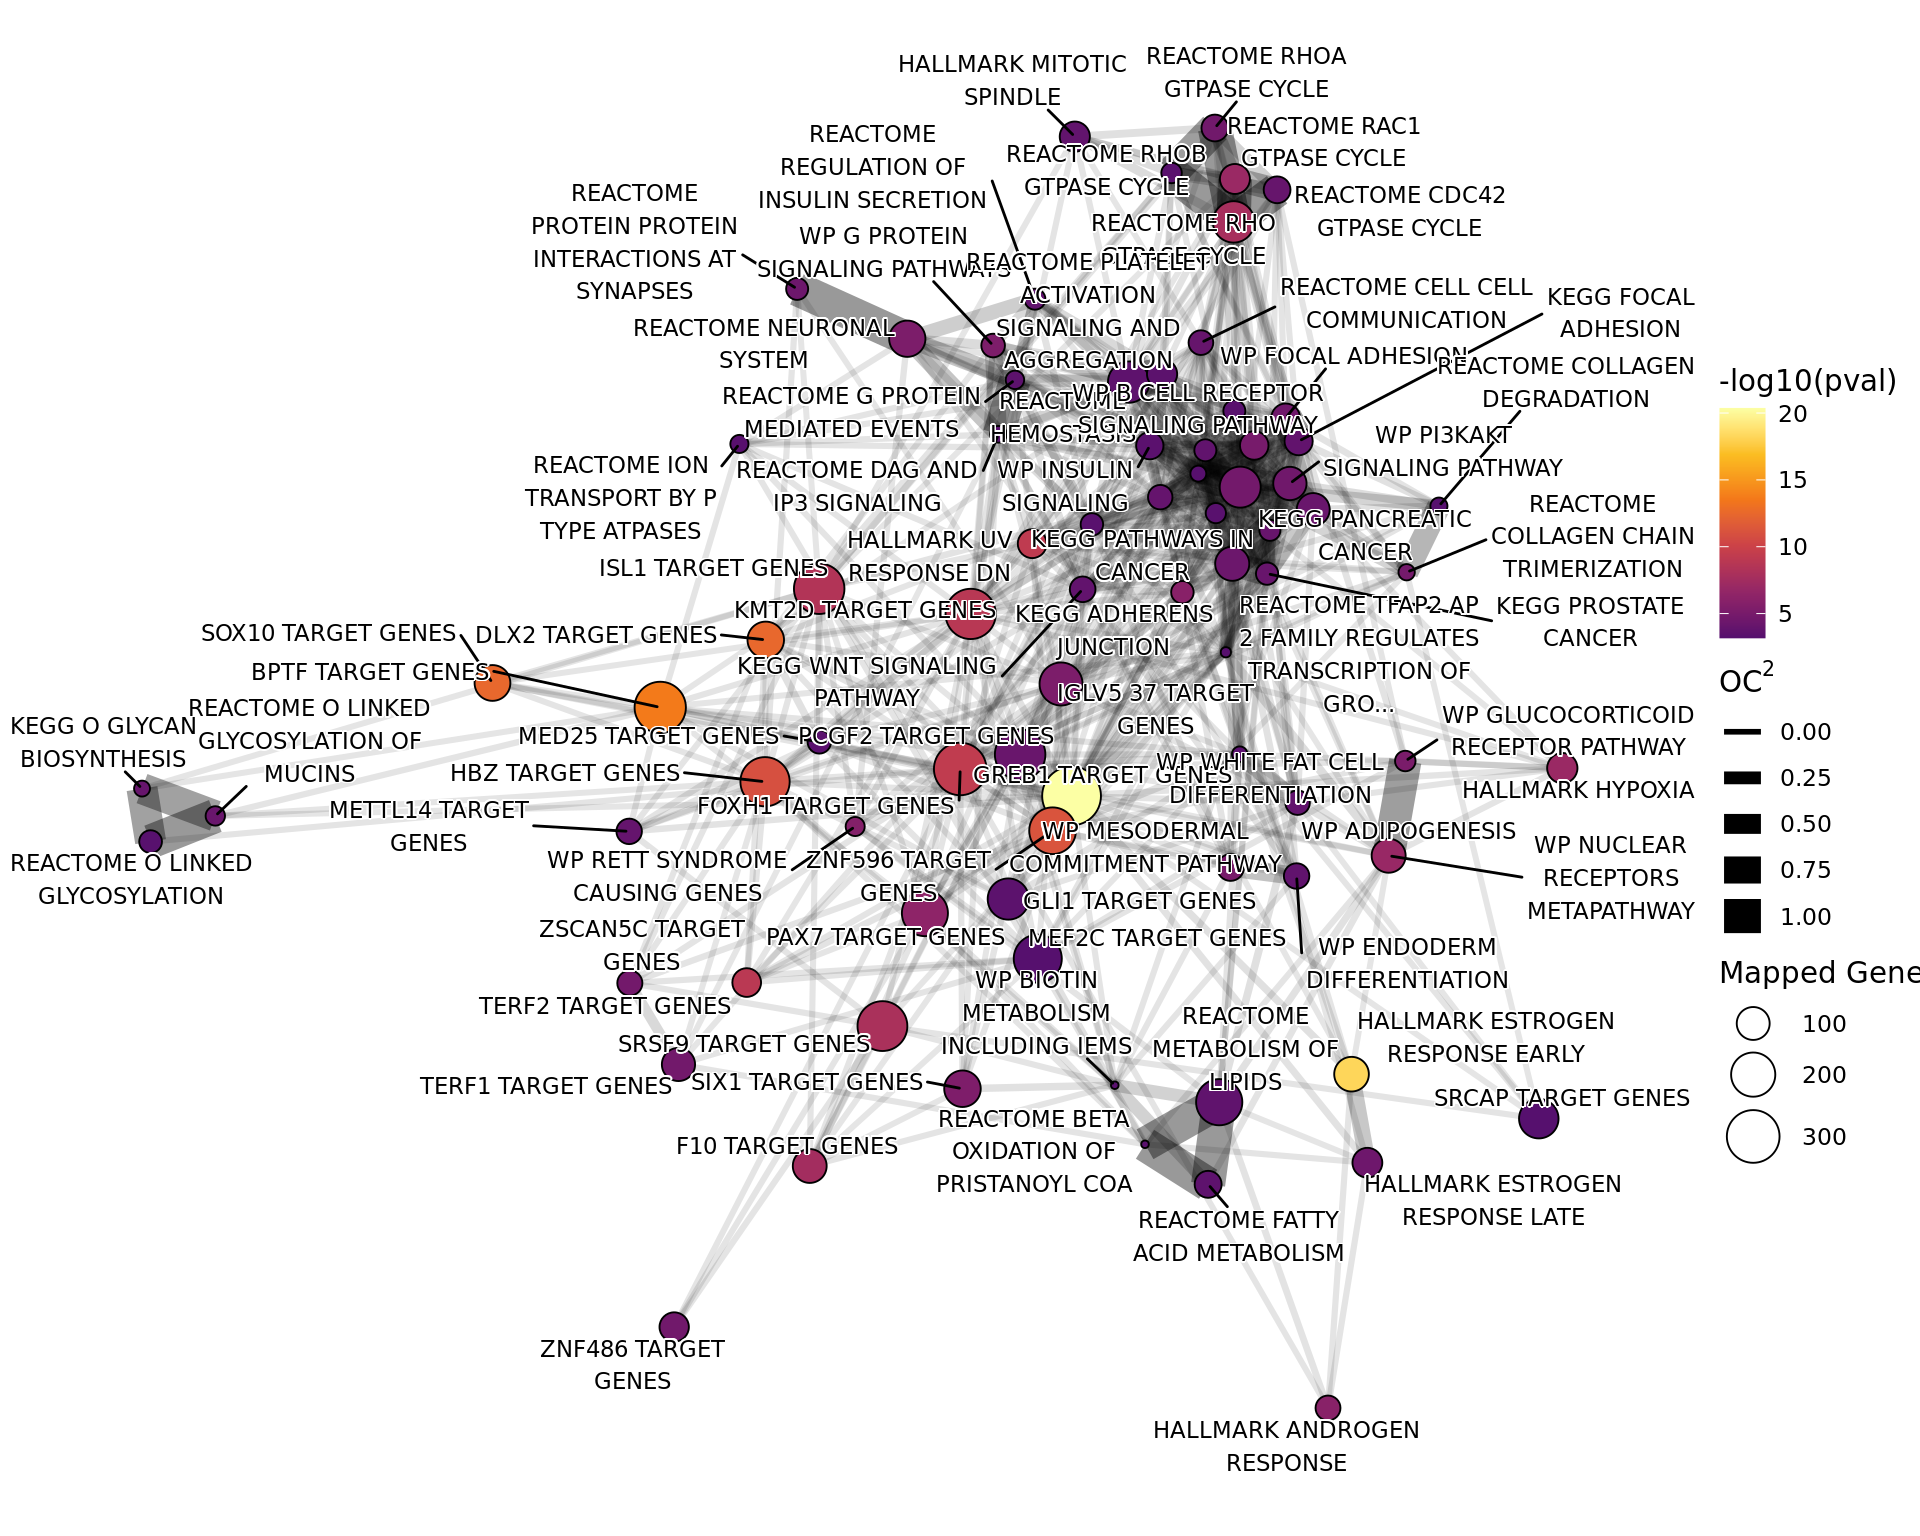 HALLMARK MITOTIC
SPINDLE
REACTOME RHOA
GTPASE CYCLE
REACTOME RAC1
GTPASE CYCLE
REACTOME
REGULATION OF
INSULIN SECRETION
REACTOME RHOB
GTPASE CYCLE
REACTOME CDC42
GTPASE CYCLE
REACTOME
PROTEIN PROTEIN
INTERACTIONS AT
SYNAPSES
WP G PROTEIN
SIGNALING PATHWAYS
REACTOME RHO
GTPASE CYCLE
REACTOME PLATELET
ACTIVATION
SIGNALING AND
AGGREGATION
REACTOME CELL CELL
COMMUNICATION
KEGG FOCAL
ADHESION
REACTOME NEURONAL
SYSTEM
WP FOCAL ADHESION
REACTOME COLLAGEN
DEGRADATION
REACTOME G PROTEIN
MEDIATED EVENTS
REACTOME
HEMOSTASIS
WP B CELL RECEPTOR
SIGNALING PATHWAY
WP PI3KAKT
SIGNALING PATHWAY
REACTOME ION
TRANSPORT BY P
TYPE ATPASES
REACTOME DAG AND
IP3 SIGNALING
WP INSULIN
SIGNALING
REACTOME
COLLAGEN CHAIN
TRIMERIZATION
KEGG PANCREATIC
CANCER
HALLMARK UV
RESPONSE DN
KEGG PATHWAYS IN
CANCER
ISL1 TARGET GENES
KMT2D TARGET GENES
KEGG ADHERENS
JUNCTION
REACTOME TFAP2 AP
2 FAMILY REGULATES
TRANSCRIPTION OF
GRO...
KEGG PROSTATE
CANCER
SOX10 TARGET GENES
DLX2 TARGET GENES
BPTF TARGET GENES
KEGG WNT SIGNALING
PATHWAY
IGLV5 37 TARGET
GENES
KEGG O GLYCAN
BIOSYNTHESIS
REACTOME O LINKED
GLYCOSYLATION OF
MUCINS
MED25 TARGET GENES
PCGF2 TARGET GENES
WP GLUCOCORTICOID
RECEPTOR PATHWAY
HBZ TARGET GENES
GREB1 TARGET GENES
WP WHITE FAT CELL
DIFFERENTIATION
HALLMARK HYPOXIA
METTL14 TARGET
GENES
FOXH1 TARGET GENES
WP MESODERMAL
COMMITMENT PATHWAY
WP ADIPOGENESIS
WP NUCLEAR
RECEPTORS
METAPATHWAY
REACTOME O LINKED
GLYCOSYLATION
WP RETT SYNDROME
CAUSING GENES
ZNF596 TARGET
GENES
GLI1 TARGET GENES
ZSCAN5C TARGET
GENES
PAX7 TARGET GENES
MEF2C TARGET GENES
WP ENDODERM
DIFFERENTIATION
TERF2 TARGET GENES
WP BIOTIN
METABOLISM
INCLUDING IEMS
REACTOME
METABOLISM OF
LIPIDS
HALLMARK ESTROGEN
RESPONSE EARLY
SRSF9 TARGET GENES
TERF1 TARGET GENES
SIX1 TARGET GENES
SRCAP TARGET GENES
REACTOME BETA
OXIDATION OF
PRISTANOYL COA
F10 TARGET GENES
HALLMARK ESTROGEN
RESPONSE LATE
REACTOME FATTY
ACID METABOLISM
ZNF486 TARGET
GENES
HALLMARK ANDROGEN
RESPONSE
-log10(pval)
20
15
10
5
OC2
0.00
0.25
0.50
0.75
1.00
Mapped Gene
100
200
300